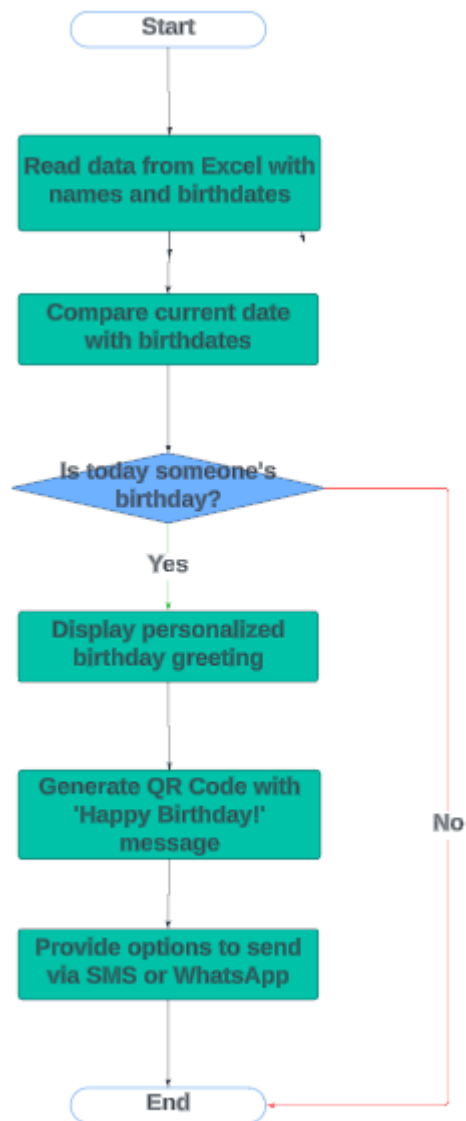 Start
Read data from Excel with
names and birthdates
Compare current date
with birthdates
Is today someone's
birthday?
Yes
Display personalized
birthday greeting
Generate QR Code with
'Happy Birthday!'
message
No
Provide options to send
via SMS or WhatsApp
End